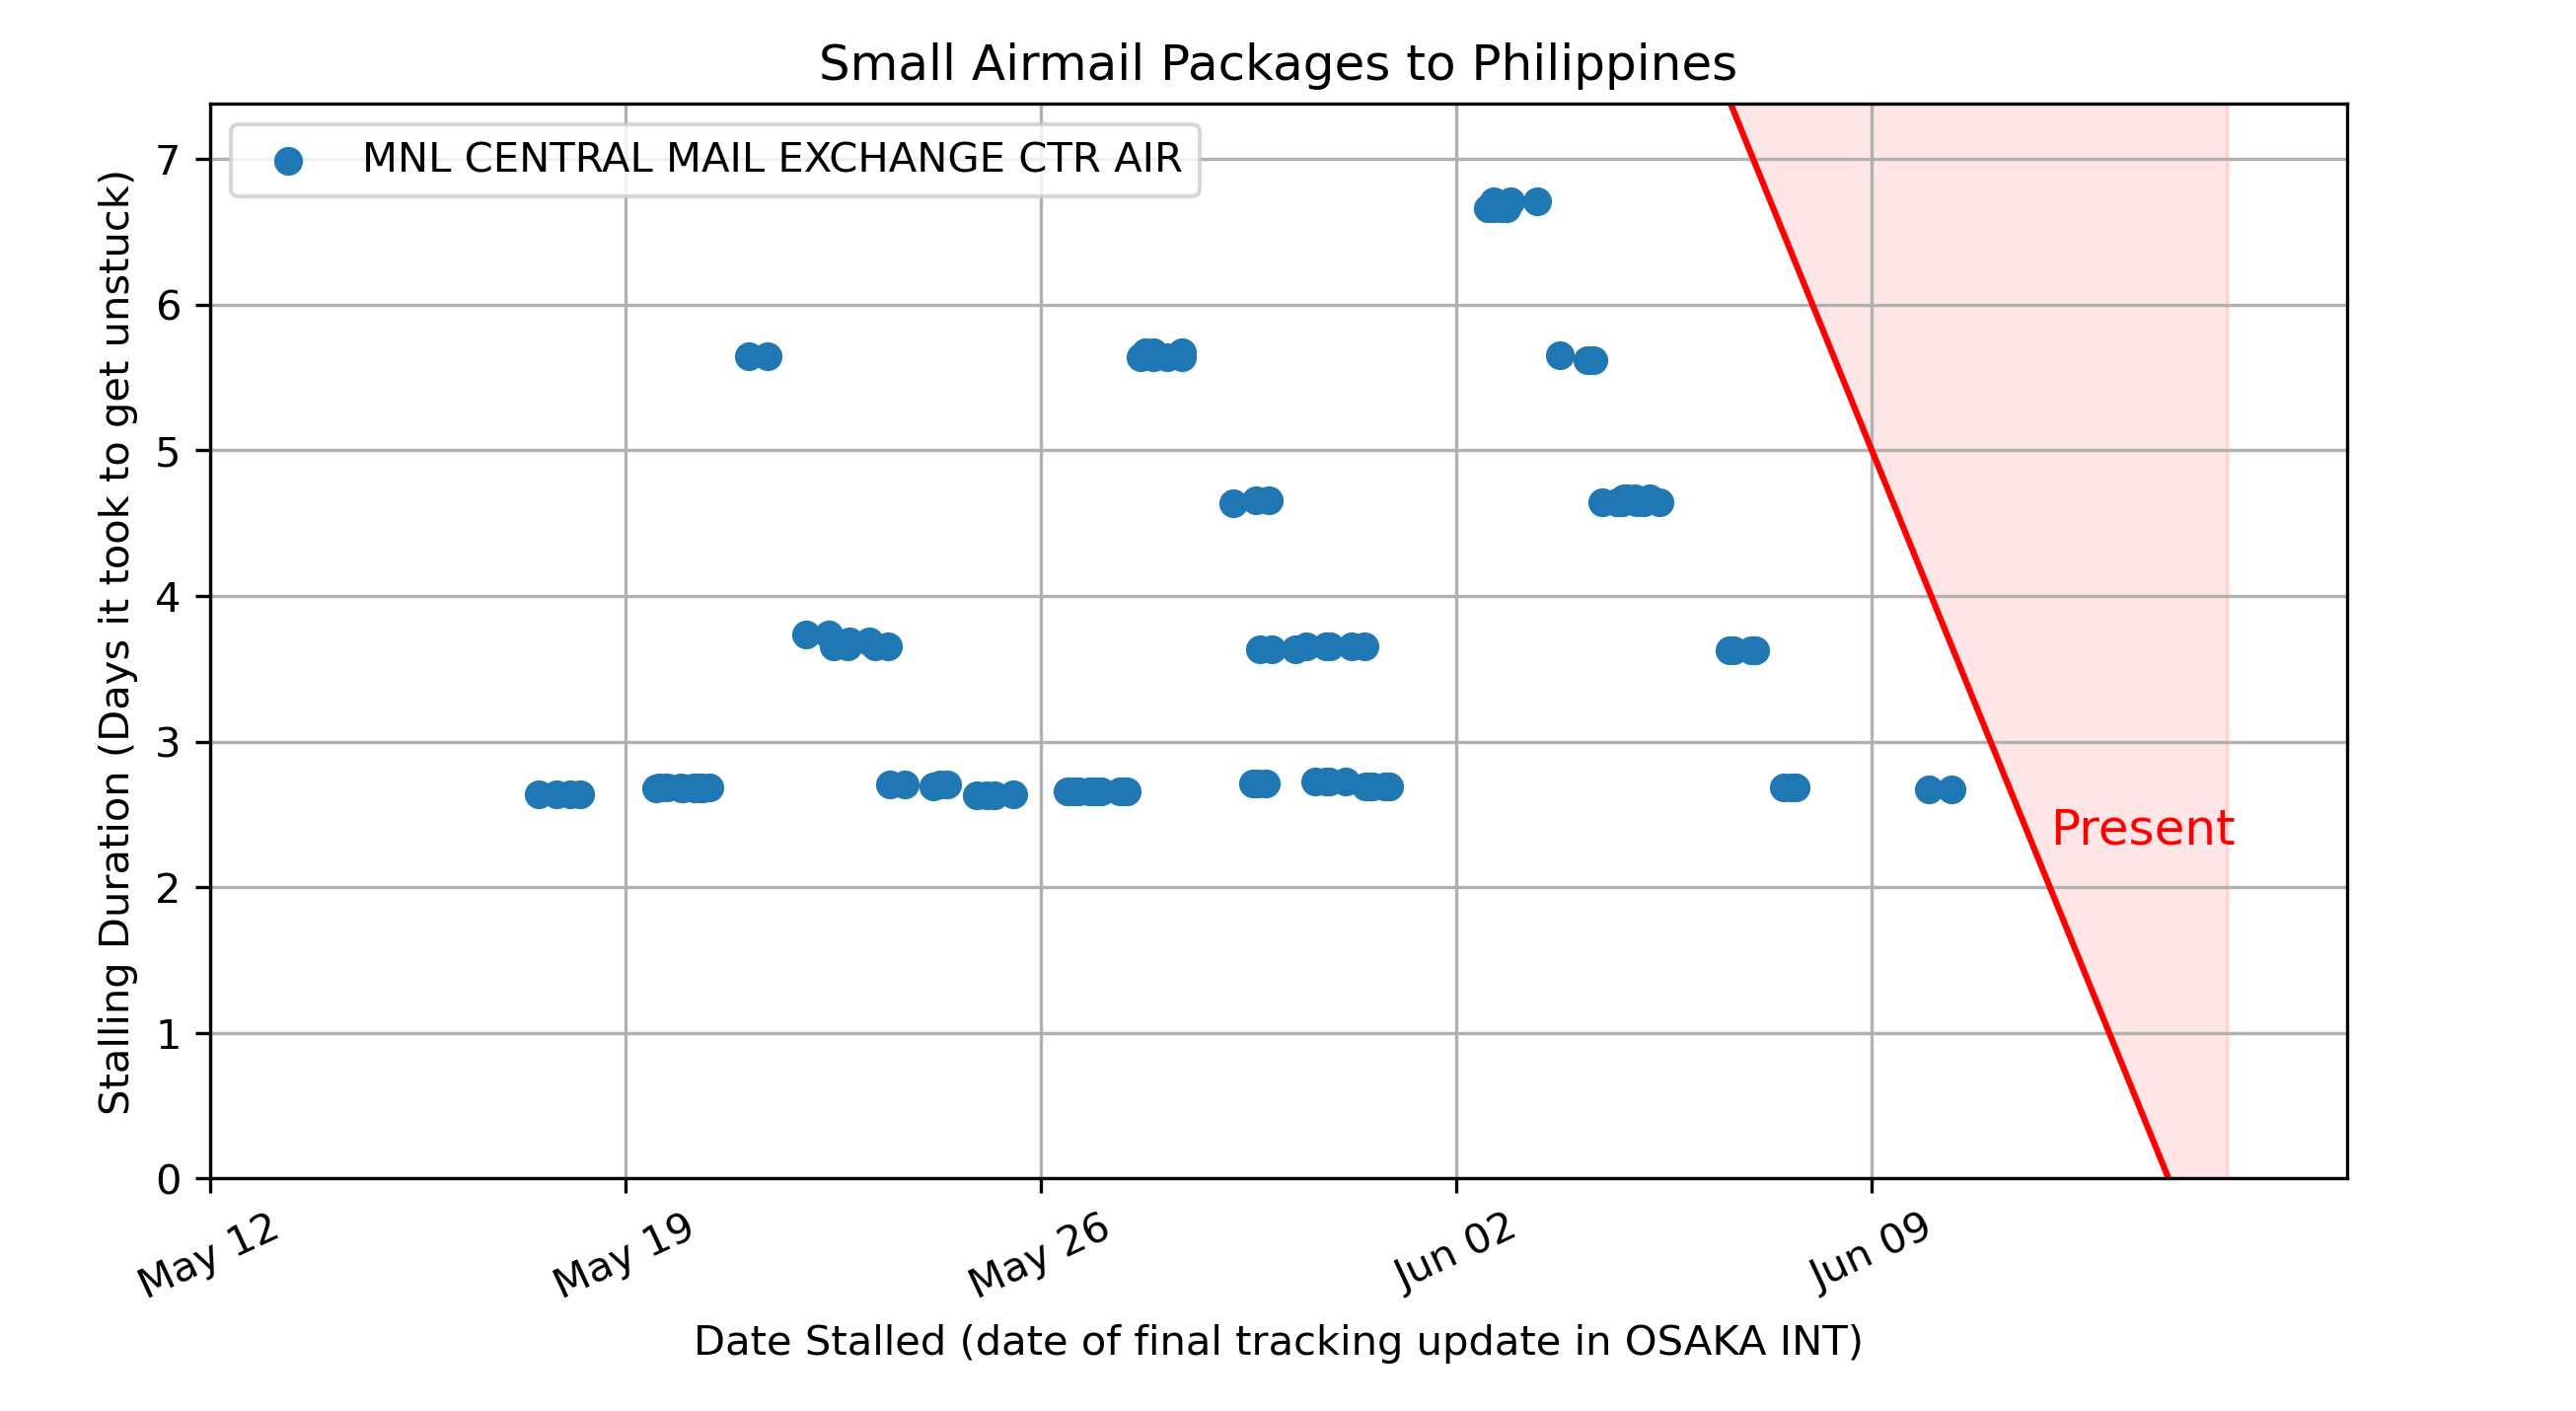 Small Airmail Packages to Philippines
MNL CENTRAL MAIL EXCHANGE CTR AIR
Stalling Duration (Days it took to get unstuck)
7
6
5
4
3
2
1
0
Present
May 12
May 19
May 26
Jun 02
Jun 09
Date Stalled (date of final tracking update in OSAKA INT)